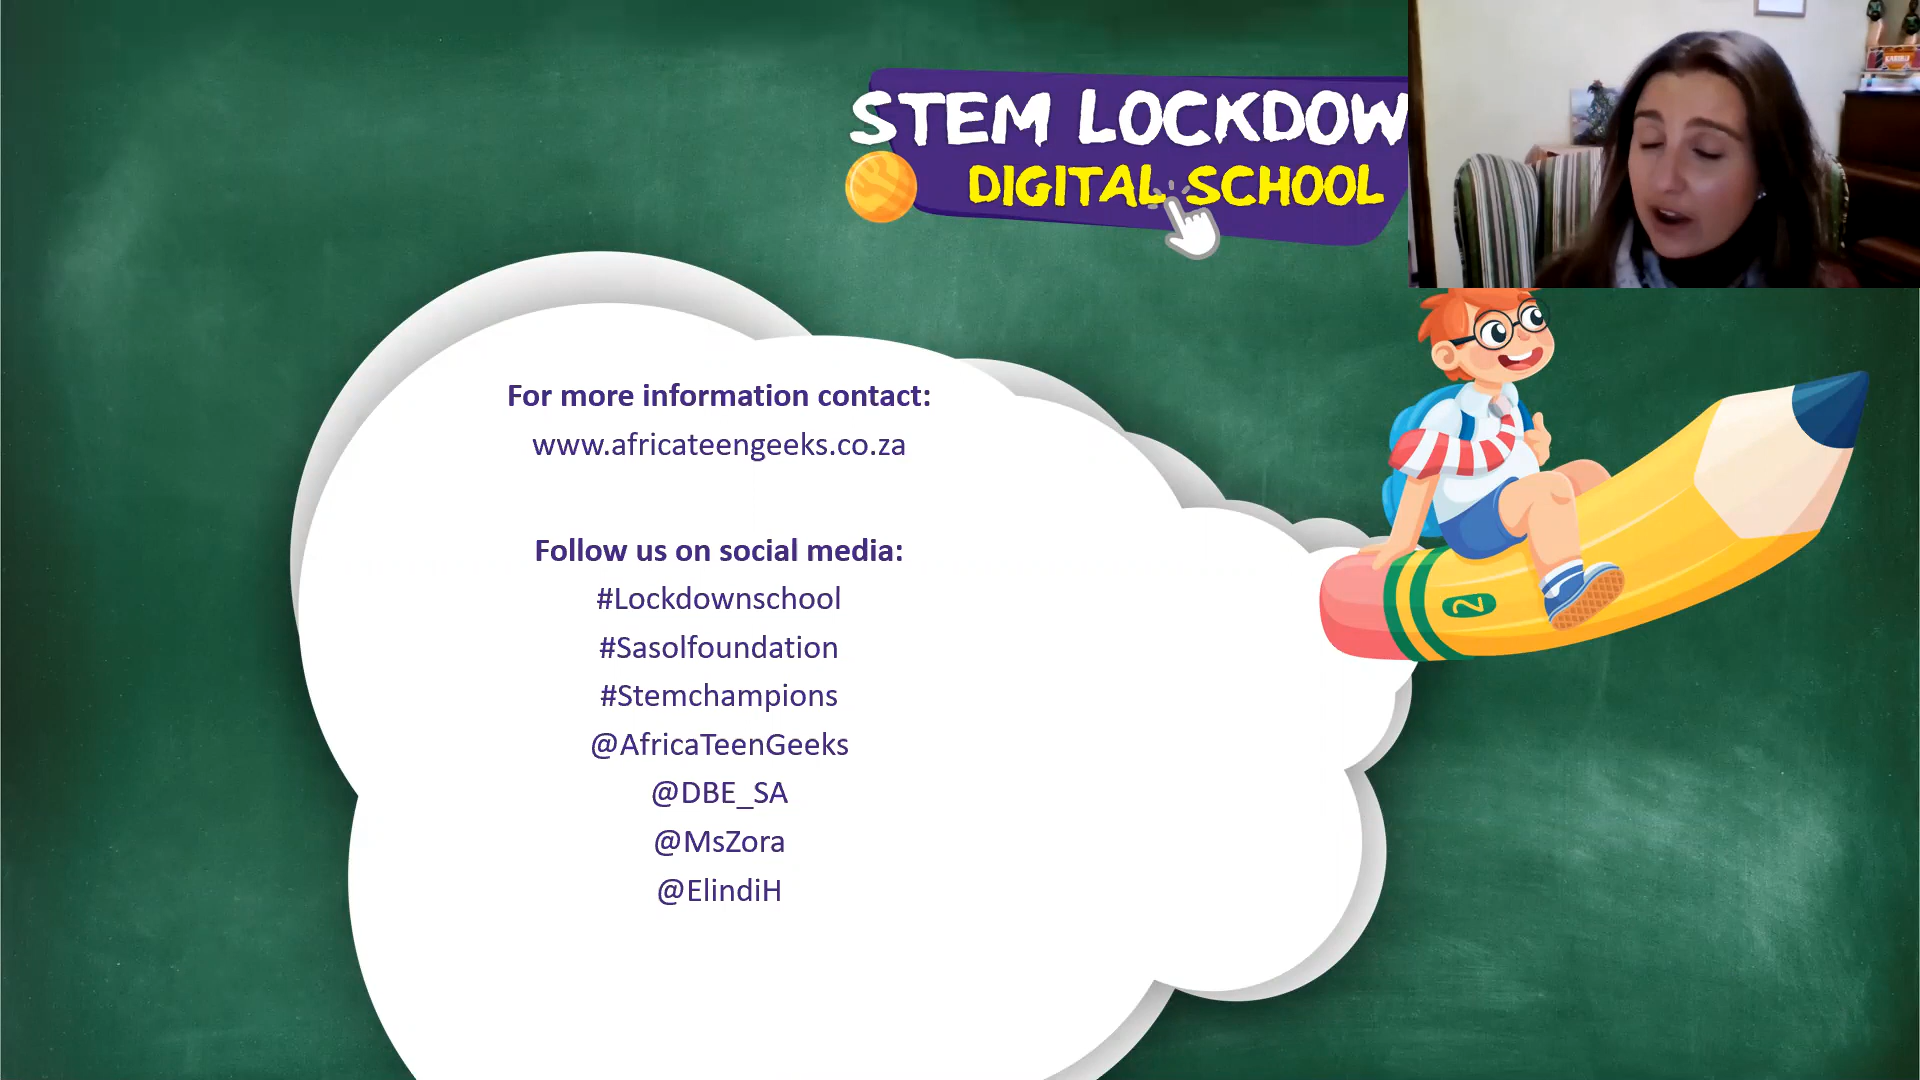 STEM LOCKDOW
DIGITAL SCHOOL
For more information contact:
www.africateengeeks.co.za
Follow us on social media:
#Lockdownschool
#Sasolfoundation
#Stemchampions
@AfricaTeenGeeks
@DBE_SA
@MsZora
@ElindiH
2